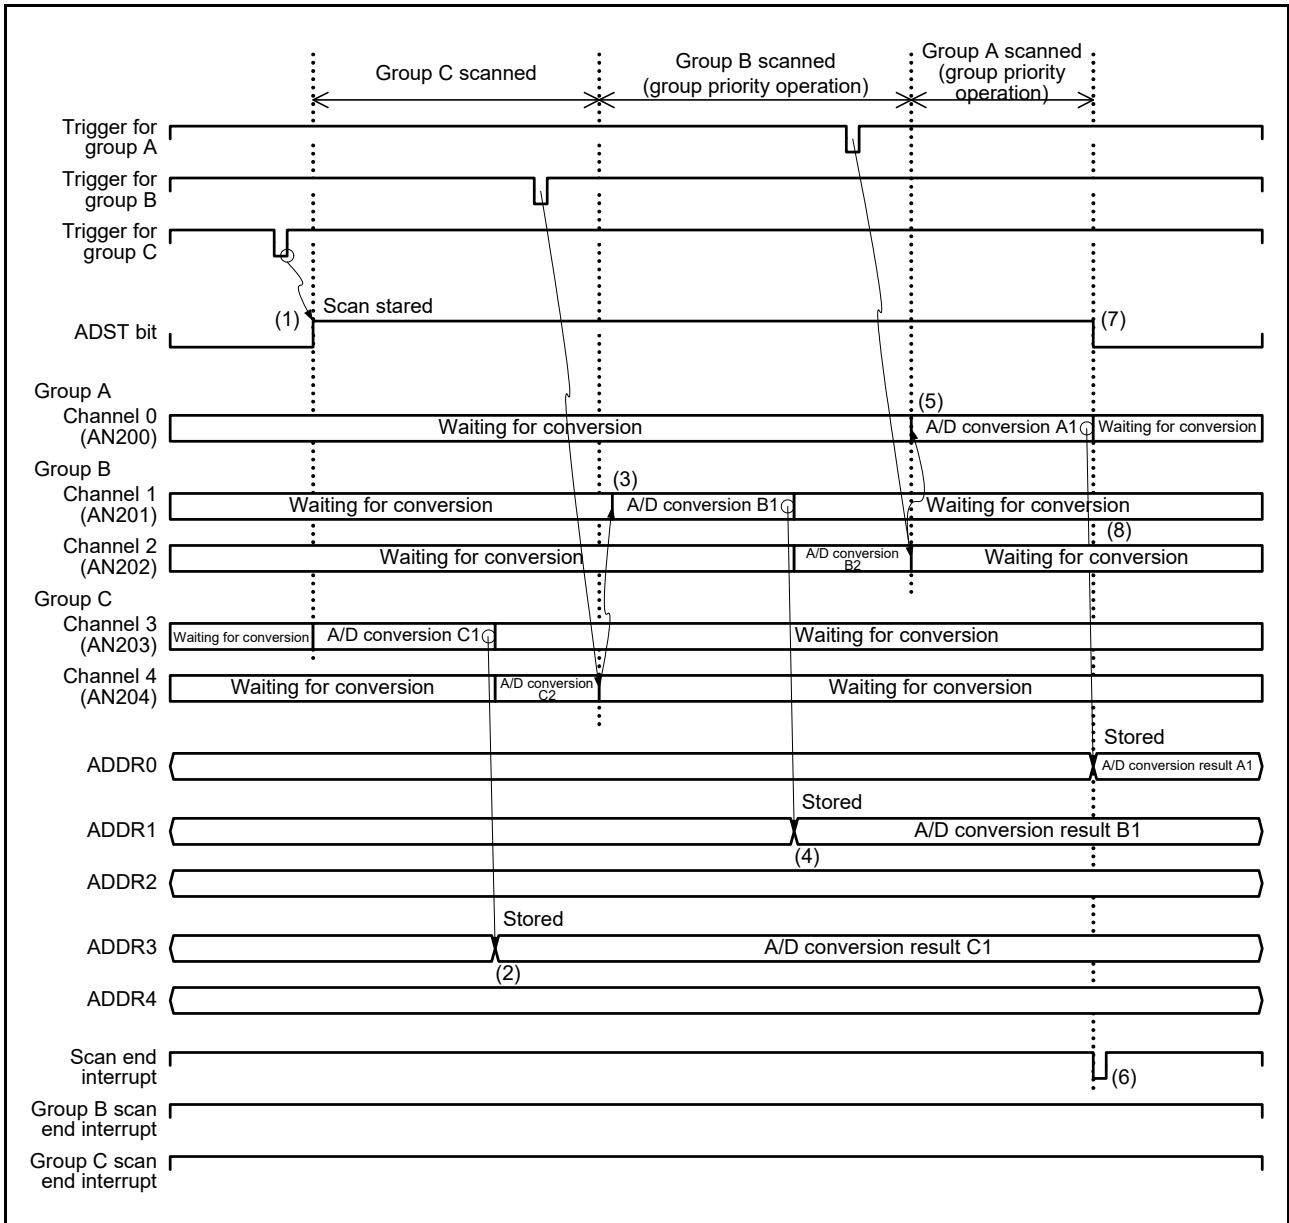 Group C scanned
Group B scanned
(group priority operation)
Group A scanned
(group priority
operation)
Trigger for
group A
Trigger for
group B
Trigger for
group C
Scan stared
(1)
(7)
ADST bit
Group A
Channel 0
(AN200)
Waiting for conversion
(5)
A/D conversion A1
Waiting for conversion
Group B
Channel 1
(AN201)
Waiting for conversion
(3)
A/D conversion B1
Waiting for conversion
(8)
Channel 2
(AN202)
Waiting for conversion
A/D conversion
B2
Waiting for conversion
Group C
Channel 3
(AN203)
Waiting for conversion
A/D conversion C1
Waiting for conversion
Channel 4
(AN204)
Waiting for conversion
A/D conversion
C2
Waiting for conversion
Stored
ADDR0
A/D conversion result A1
Stored
ADDR1
A/D conversion result B1
(4)
ADDR2
Stored
ADDR3
A/D conversion result C1
(2)
ADDR4
Scan end
interrupt
(6)
Group B scan
end interrupt
Group C scan
end interrupt